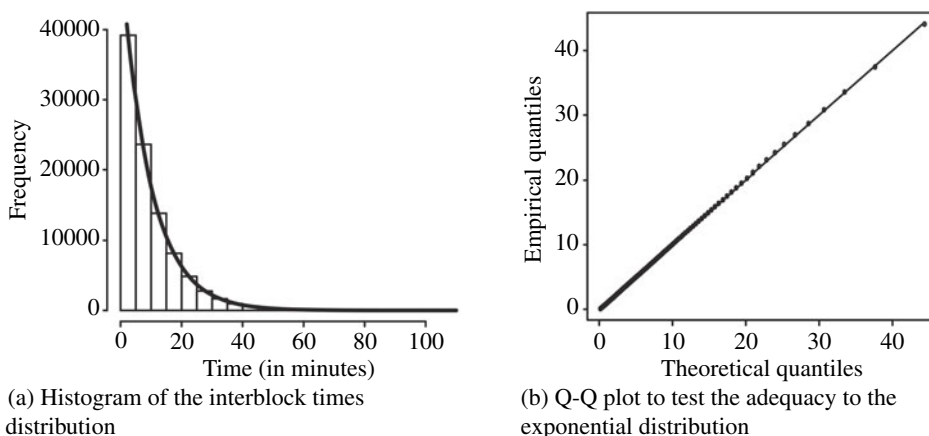 40000
30000
20000
10000
0
Frequency
0 20 40 60 80 100
Time (in minutes)
(a) Histogram of the interblock times
distribution
40
30
20
10
0
Empirical quantiles
0 10 20 30 40
Theoretical quantiles
(b) Q-Q plot to test the adequacy to the
exponential distribution